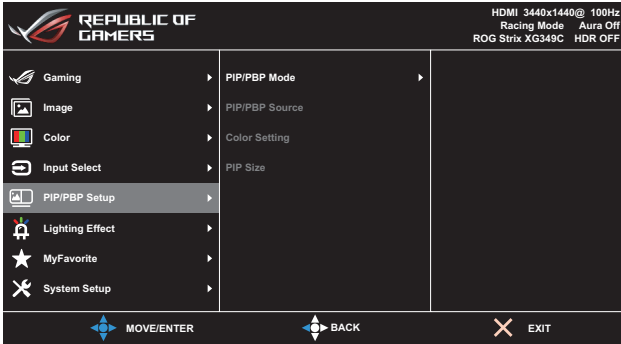 REPUBLIC OF
GAMERS
HDMI 3440x1440@ 100Hz
Racing Mode Aura Off
ROG Strix XG349C HDR OFF
Gaming
Image
Color
Input Select
PIP/PBP Setup
Lighting Effect
MyFavorite
System Setup
PIP/PBP Mode
PIP/PBP Source
Color Setting
PIP Size
MOVE/ENTER
BACK
EXIT